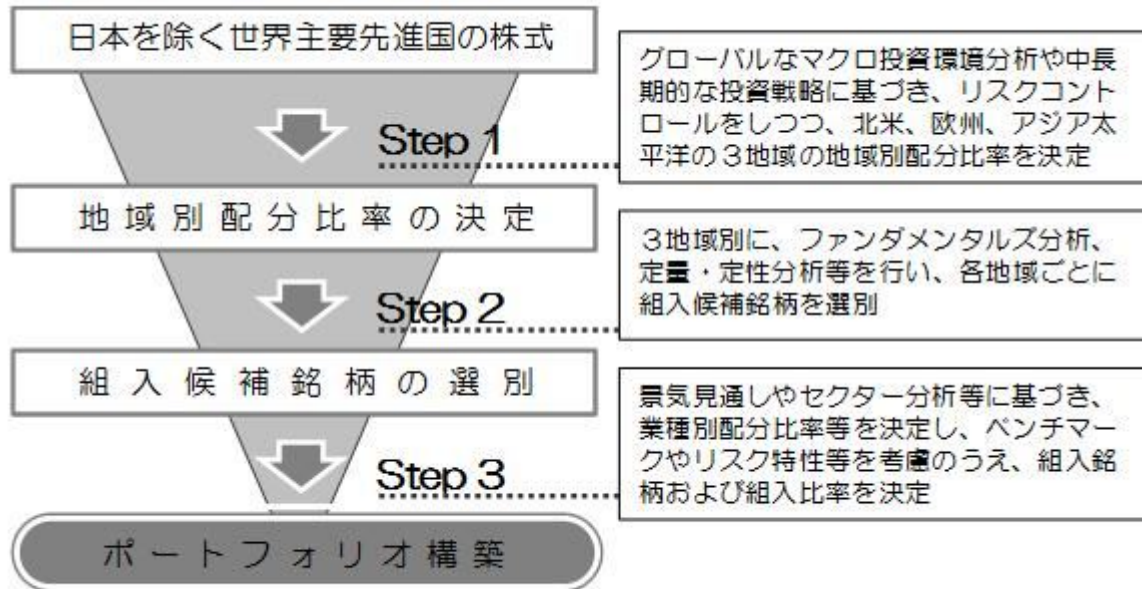 日本を除く世界主要先進国の株式
グローバルなマクロ投資環境分析や中長
期的な投資戦略に基づき、リスクコント
ロールをしつつ、北米、欧州、アジア太
平洋の３地域の地域別配分比率を決定
Step 1
地域別配分比率の決定
３地域別に、ファンダメンタルズ分析、
定量・定性分析等を行い、各地域ごとに
組入候補銘柄を選別
Step 2
組入候補銘柄の選別
景気見通しやセクター分析等に基づき、
業種別配分比率等を決定し、ベンチマー
クやリスク特性等を考慮のうえ、組入銘
柄および組入比率を決定
Step 3
ポートフォリオ構築